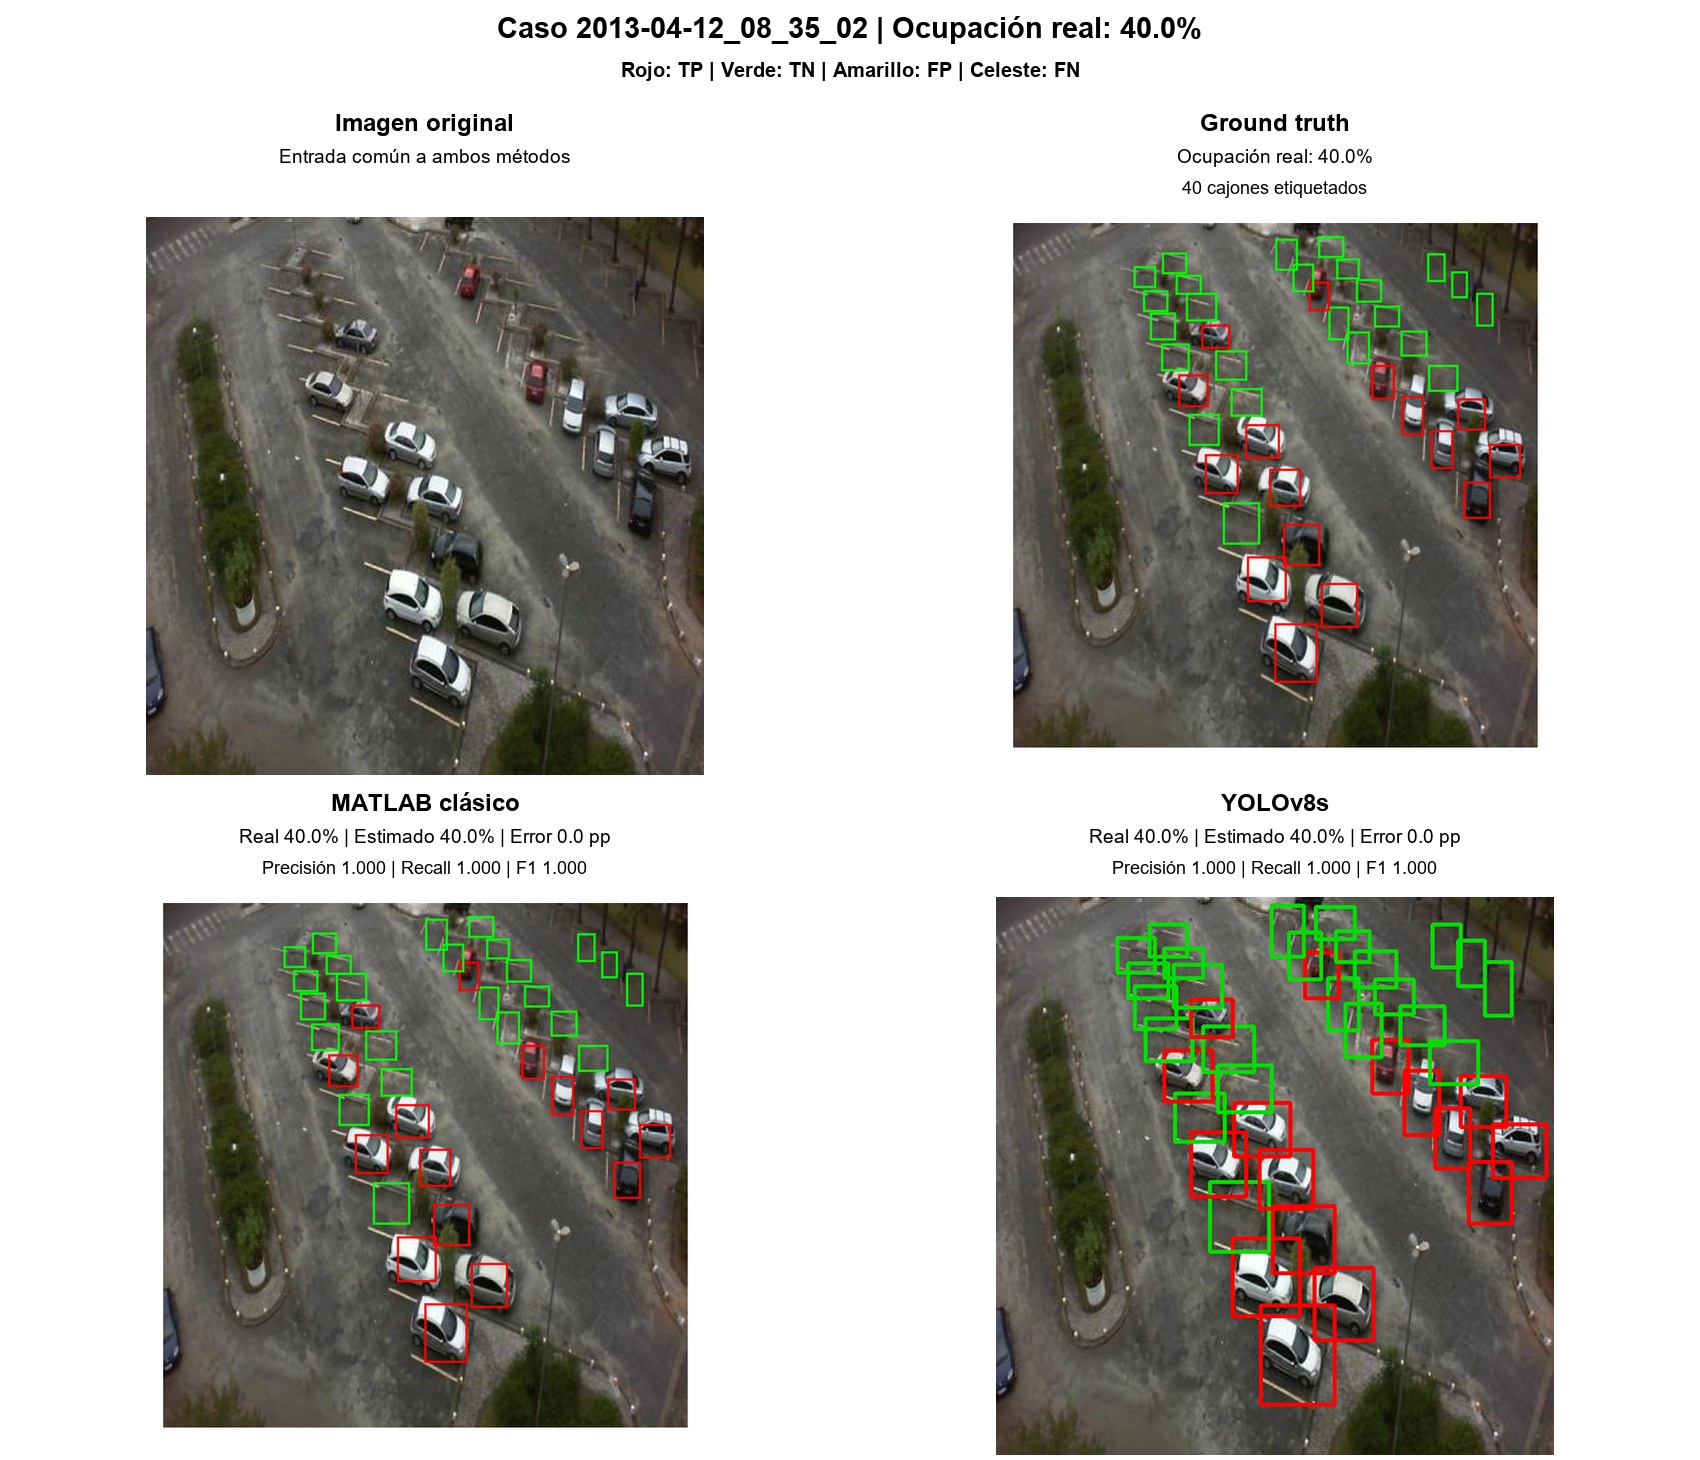 Caso 2013-04-12_08_35_02 | Ocupación real: 40.0%
Rojo: TP | Verde: TN | Amarillo: FP | Celeste: FN
Imagen original
Entrada común a ambos métodos
Ground truth
Ocupación real: 40.0%
40 cajones etiquetados
MATLAB clásico
Real 40.0% | Estimado 40.0% | Error 0.0 pp
Precisión 1.000 | Recall 1.000 | F1 1.000
YOLOv8s
Real 40.0% | Estimado 40.0% | Error 0.0 pp
Precisión 1.000 | Recall 1.000 | F1 1.000